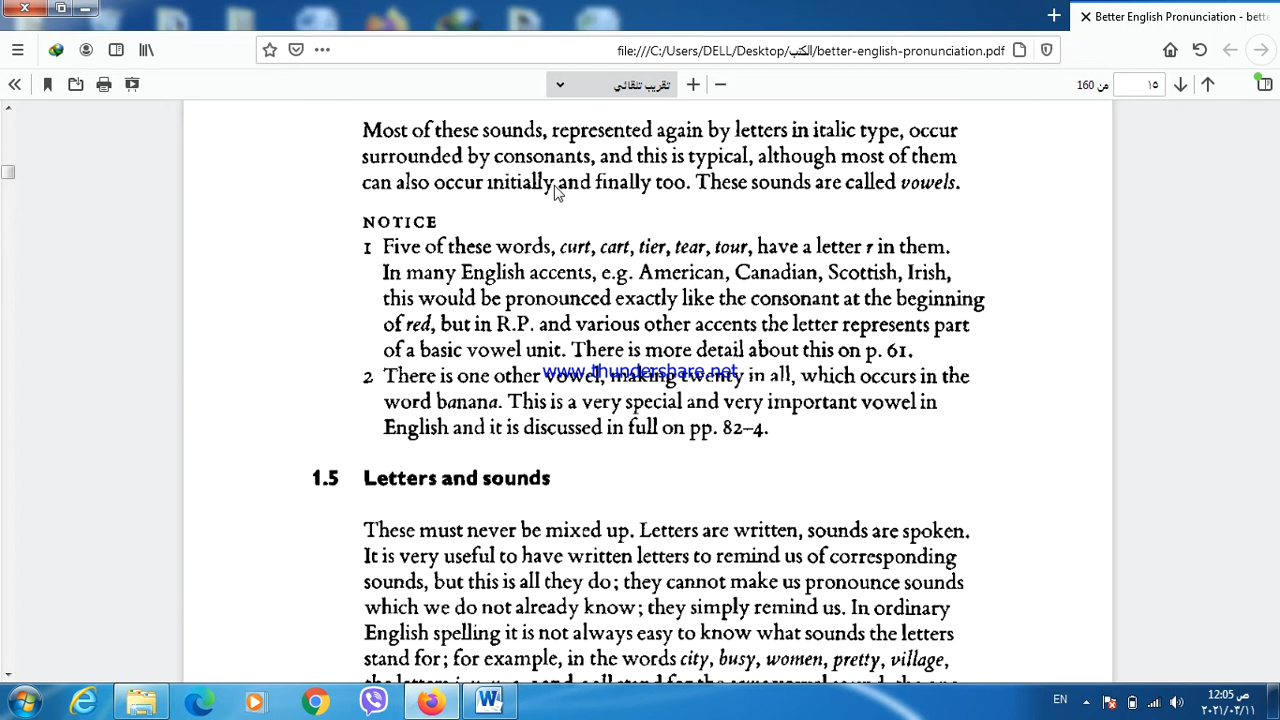 Better English Pronunciation - bette
file:///C:/Users/DELL/Desktop/الكتب/better-english-pronunciation.pdf
تقريب تلقائي
من 160
١٥
Most of these sounds, represented again by letters in italic type, occur
surrounded by consonants, and this is typical, although most of them
can also occur initially and finally too. These sounds are called vowels.
NOTICE
1 Five of these words, curt, cart, tier, tear, tour, have a letter r in them.
In many English accents, e.g. American, Canadian, Scottish, Irish,
this would be pronounced exactly like the consonant at the beginning
of red, but in R.P. and various other accents the letter represents part
of a basic vowel unit. There is more detail about this on p. 61.
www.thundershare.net
2 There is one other vowel, making twenty in all, which occurs in the
word banana. This is a very special and very important vowel in
English and it is discussed in full on pp. 82–4.
1.5 Letters and sounds
These must never be mixed up. Letters are written, sounds are spoken.
It is very useful to have written letters to remind us of corresponding
sounds, but this is all they do; they cannot make us pronounce sounds
which we do not already know; they simply remind us. In ordinary
English spelling it is not always easy to know what sounds the letters
stand for; for example, in the words city, busy, women, pretty, village,
EN
12:05 ص
٢٠٢١/٠٣/١١